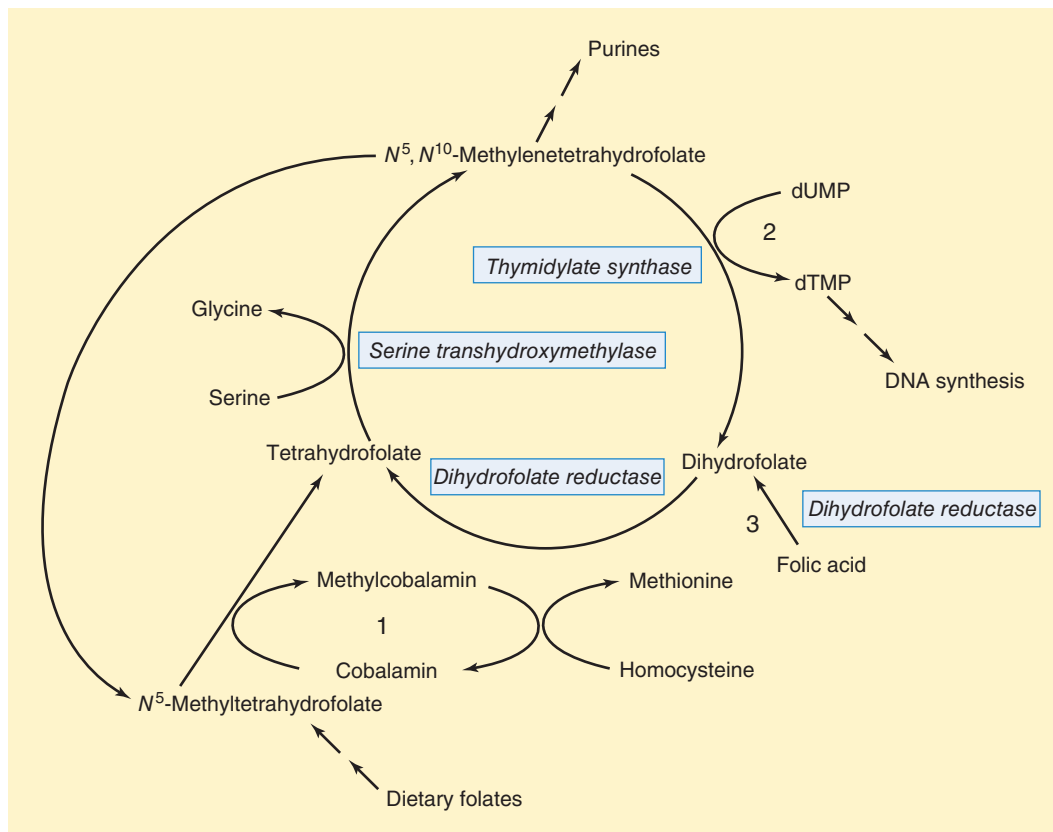 Purines
N⁵, N¹⁰-Methylenetetrahydrofolate
dUMP
2
Thymidylate synthase
dTMP
Glycine
Serine transhydroxymethylase
DNA synthesis
Serine
Tetrahydrofolate
Dihydrofolate reductase
Dihydrofolate
Dihydrofolate reductase
3
Folic acid
Methylcobalamin
Methionine
1
Cobalamin
Homocysteine
N⁵-Methyltetrahydrofolate
Dietary folates